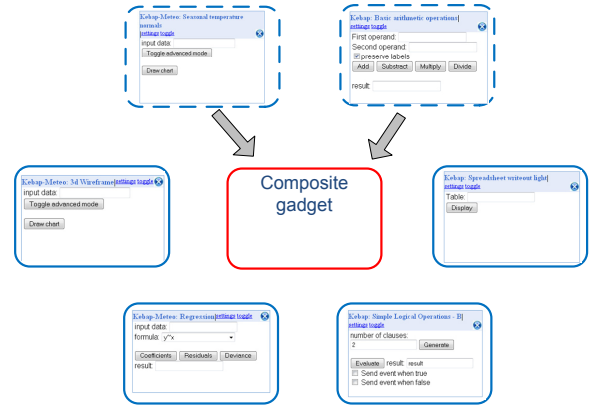 Kebap-Meteo: Seasonal temperature
normals
settings toggle
input data:
Toggle advanced mode
Draw chart
Kebap: Basic arithmetic operations|
settings toggle
First operand:
Second operand:
preserve labels
Add Substract Multiply Divide
result:
Kebap-Meteo: 3d Wireframe|settings toggle
input data:
Toggle advanced mode
Draw chart
Composite
gadget
Kebap: Spreadsheet writeout light|
settings toggle
Table:
Display
Kebap-Meteo: Regression|settings toggle
input data:
formula: y~x
Coefficients Residuals Deviance
result:
Kebap: Simple Logical Operations - B|
settings toggle
number of clauses:
2 Generate
Evaluate result: result
Send event when true
Send event when false